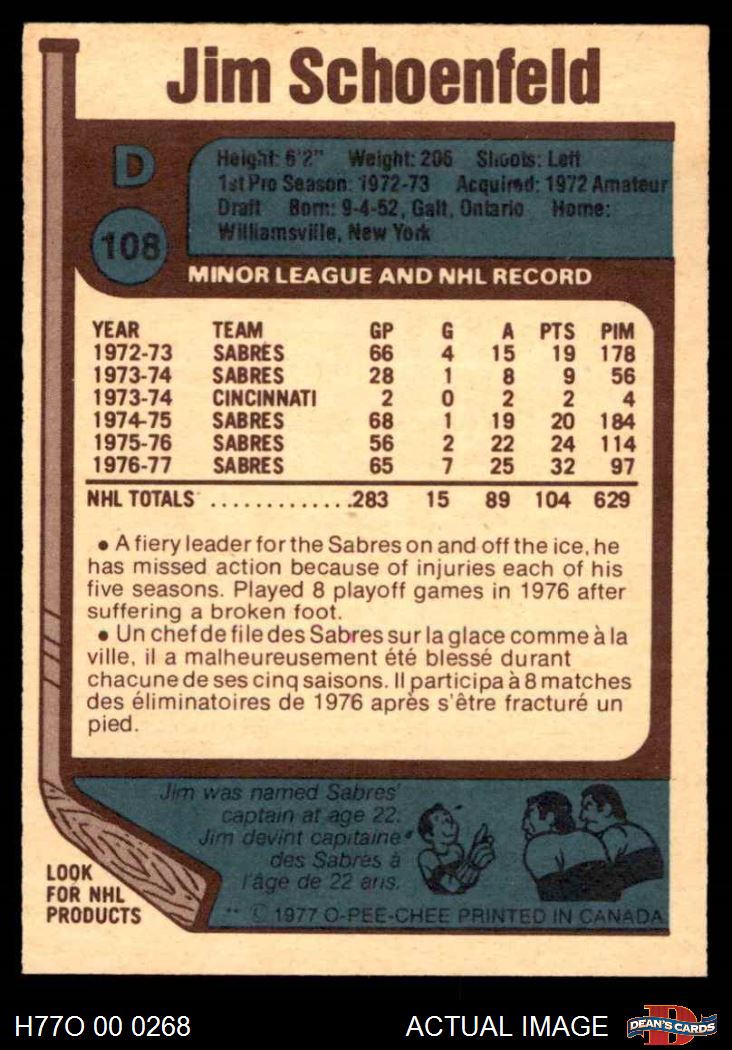 Jim Schoenfeld
D
108
Height: 6'2" Weight: 206 Shoots: Left
1st Pro Season: 1972-73 Acquired: 1972 Amateur
Draft Born: 9-4-52, Galt, Ontario Home:
Williamsville, New York
MINOR LEAGUE AND NHL RECORD
YEAR TEAM GP G A PTS PIM
1972-73 SABRES 66 4 15 19 178
1973-74 SABRES 28 1 8 9 56
1973-74 CINCINNATI 2 0 2 2 4
1974-75 SABRES 68 1 19 20 184
1975-76 SABRES 56 2 22 24 114
1976-77 SABRES 65 7 25 32 97
NHL TOTALS .............283 15 89 104 629
• A fiery leader for the Sabres on and off the ice, he
has missed action because of injuries each of his
five seasons. Played 8 playoff games in 1976 after
suffering a broken foot.
• Un chef de file des Sabres sur la glace comme à la
ville, il a malheureusement été blessé durant
chacune de ses cinq saisons. Il participa à 8 matches
des éliminatoires de 1976 après s'être fracturé un
pied.
Jim was named Sabres'
captain at age 22.
Jim devint capitaine
des Sabres à
l'âge de 22 ans.
LOOK
FOR NHL
PRODUCTS
** © 1977 O-PEE-CHEE PRINTED IN CANADA
H77O 00 0268
ACTUAL IMAGE
D
DEAN'S CARDS